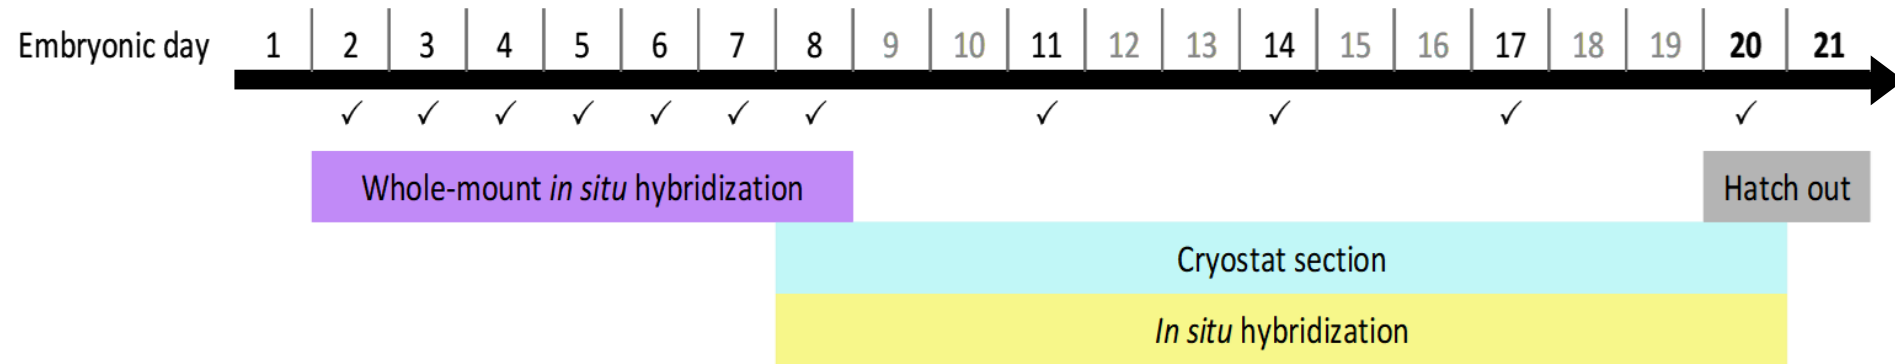 Embryonic day 1 2 3 4 5 6 7 8 9 10 11 12 13 14 15 16 17 18 19 20 21
✓ ✓ ✓ ✓ ✓ ✓ ✓ ✓ ✓ ✓ ✓
Whole-mount in situ hybridization Hatch out
Cryostat section
In situ hybridization